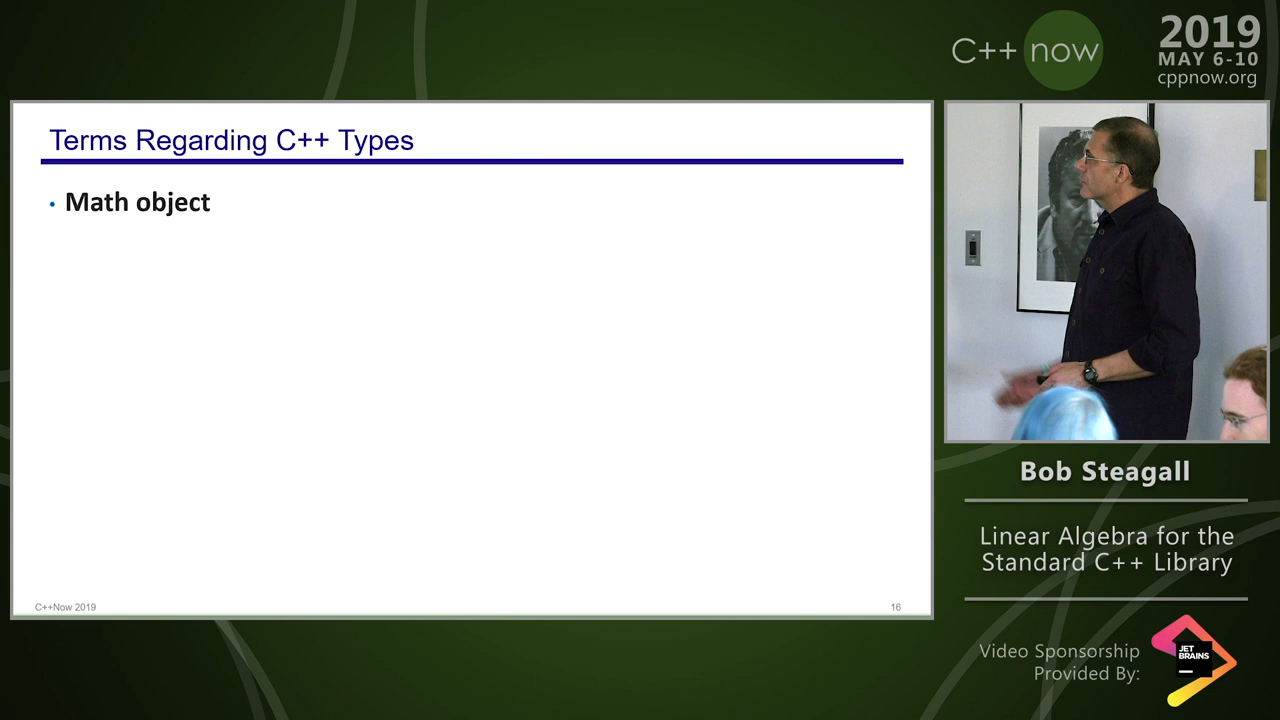 C++ now
2019
MAY 6-10
cppnow.org
Terms Regarding C++ Types
• Math object
C++Now 2019
16
Bob Steagall
Linear Algebra for the
Standard C++ Library
Video Sponsorship
Provided By:
JET
BRAINS